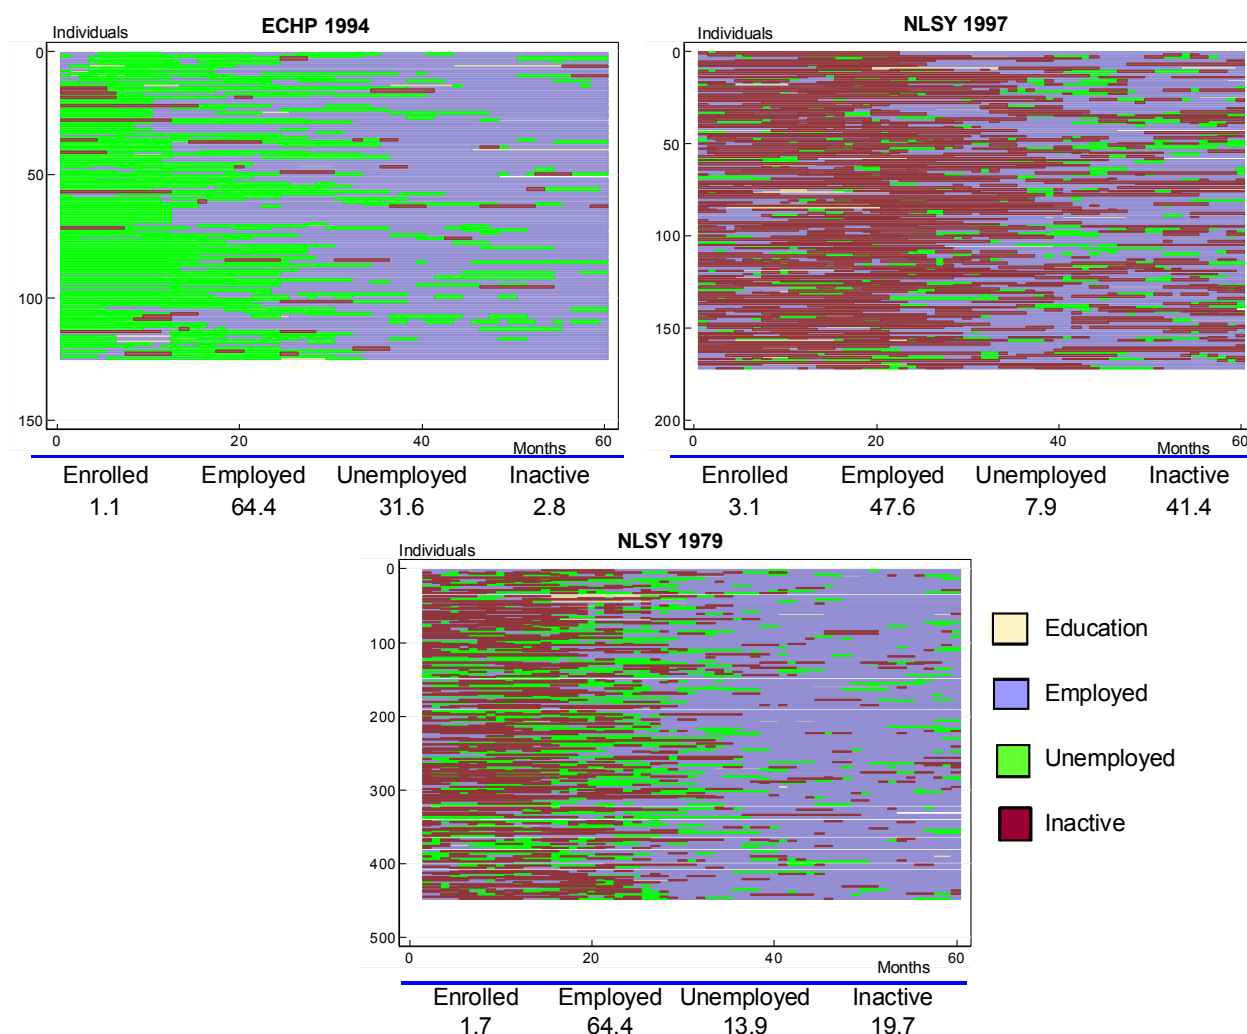 ECHP 1994
Individuals
0
50
100
150
0 20 40 60
Months
Enrolled Employed Unemployed Inactive
1.1 64.4 31.6 2.8
NLSY 1997
Individuals
0
50
100
150
200
0 20 40 60
Months
Enrolled Employed Unemployed Inactive
3.1 47.6 7.9 41.4
NLSY 1979
Individuals
0
100
200
300
400
500
0 20 40 60
Months
Enrolled Employed Unemployed Inactive
1.7 64.4 13.9 19.7
Education
Employed
Unemployed
Inactive